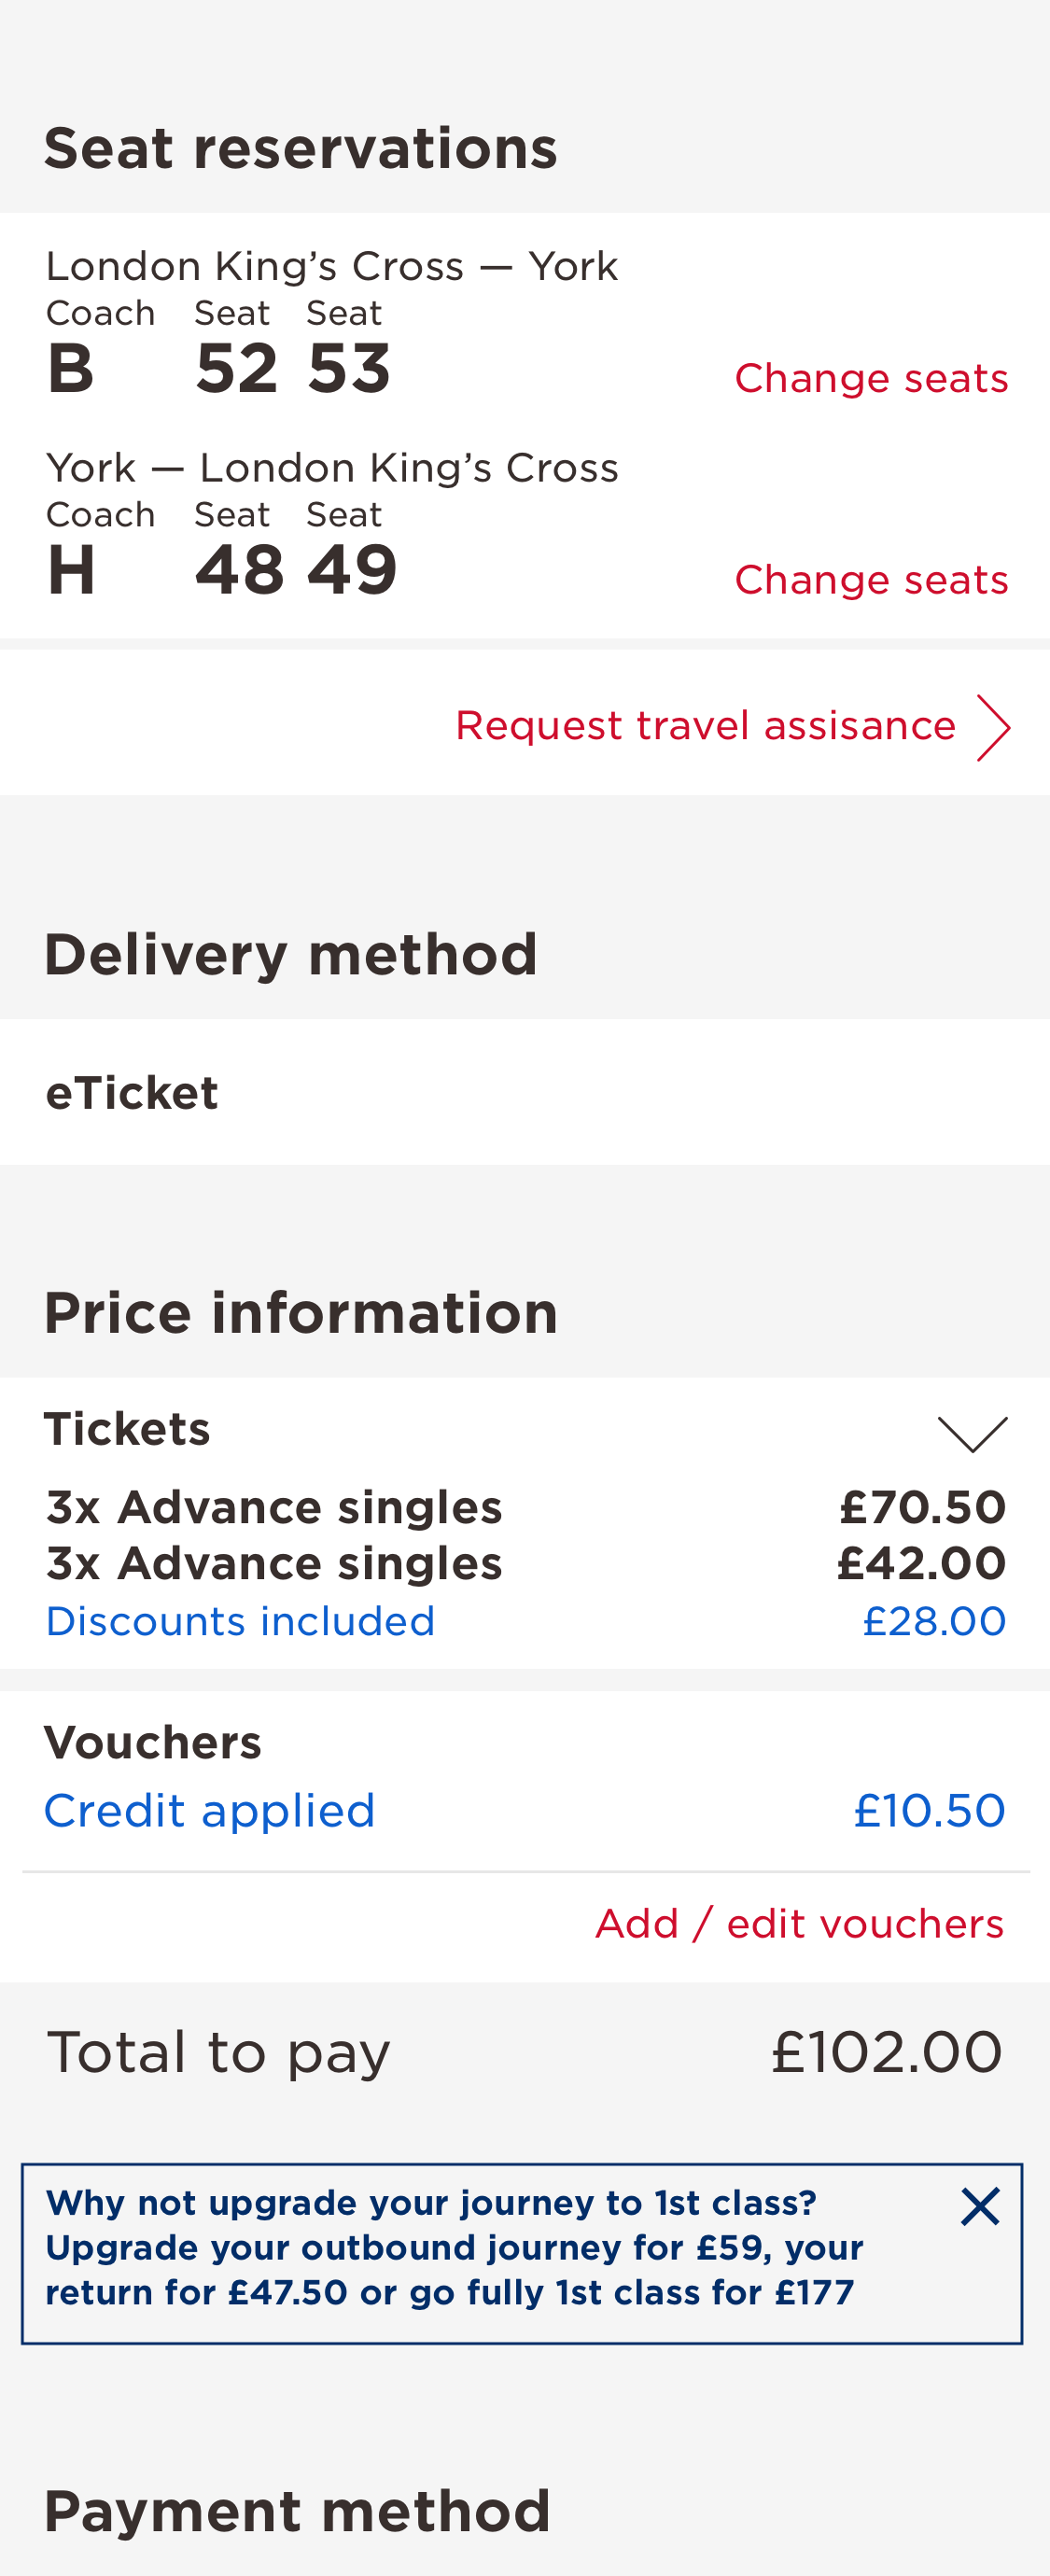 Seat reservations
London King’s Cross — York
Coach Seat Seat
B 52 53 Change seats
York — London King’s Cross
Coach Seat Seat
H 48 49 Change seats
Request travel assisance
Delivery method
eTicket
Price information
Tickets
3x Advance singles £70.50
3x Advance singles £42.00
Discounts included £28.00
Vouchers
Credit applied £10.50
Add / edit vouchers
Total to pay £102.00
Why not upgrade your journey to 1st class?
Upgrade your outbound journey for £59, your
return for £47.50 or go fully 1st class for £177
Payment method